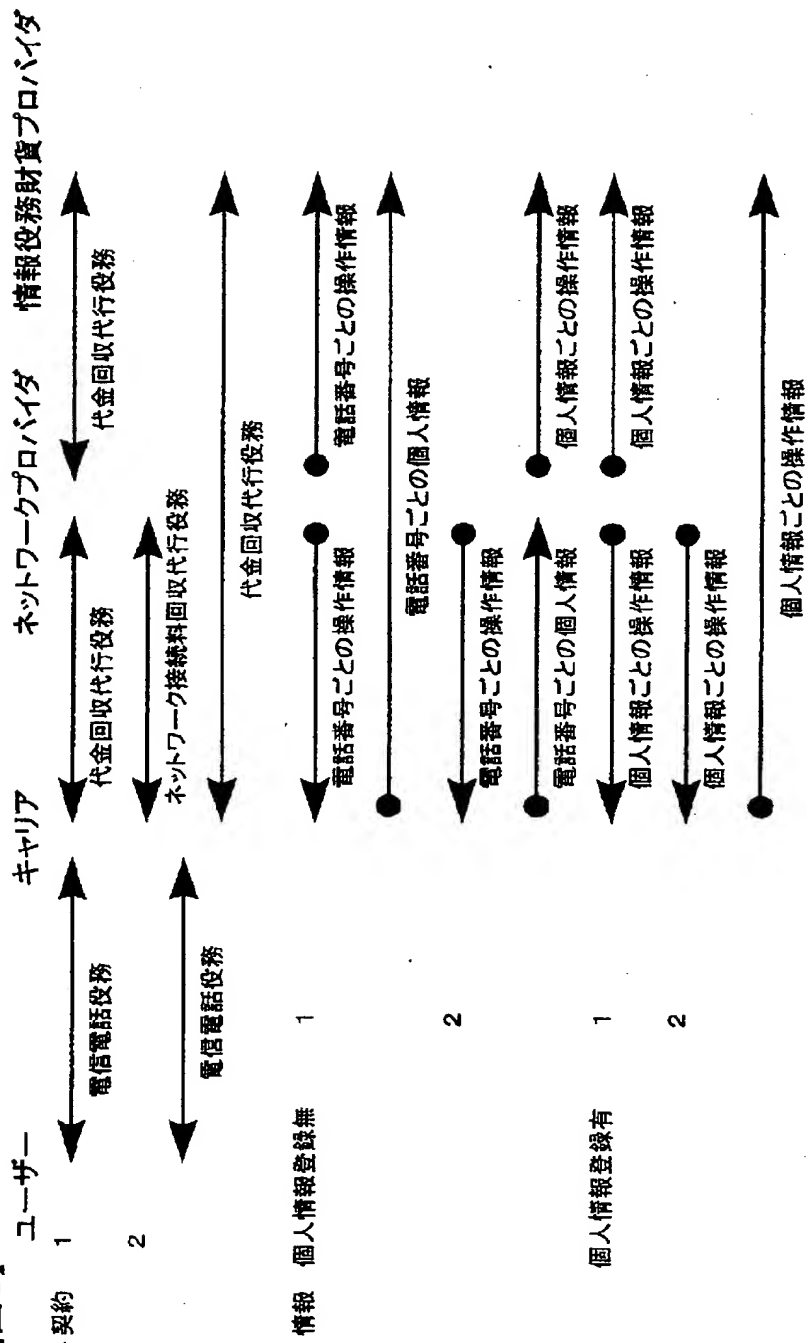 ユーザー
キャリア
ネットワークプロバイダ
情報役務財貨プロバイダ
契約
1
電信電話役務
代金回収代行役務
代金回収代行役務
2
ネットワーク接続料回収代行役務
電信電話役務
代金回収代行役務
情報
個人情報登録無
1
電話番号ごとの操作情報
電話番号ごとの操作情報
電話番号ごとの個人情報
2
電話番号ごとの操作情報
電話番号ごとの個人情報
個人情報ごとの操作情報
個人情報登録有
1
個人情報ごとの操作情報
個人情報ごとの操作情報
2
個人情報ごとの操作情報
個人情報ごとの操作情報